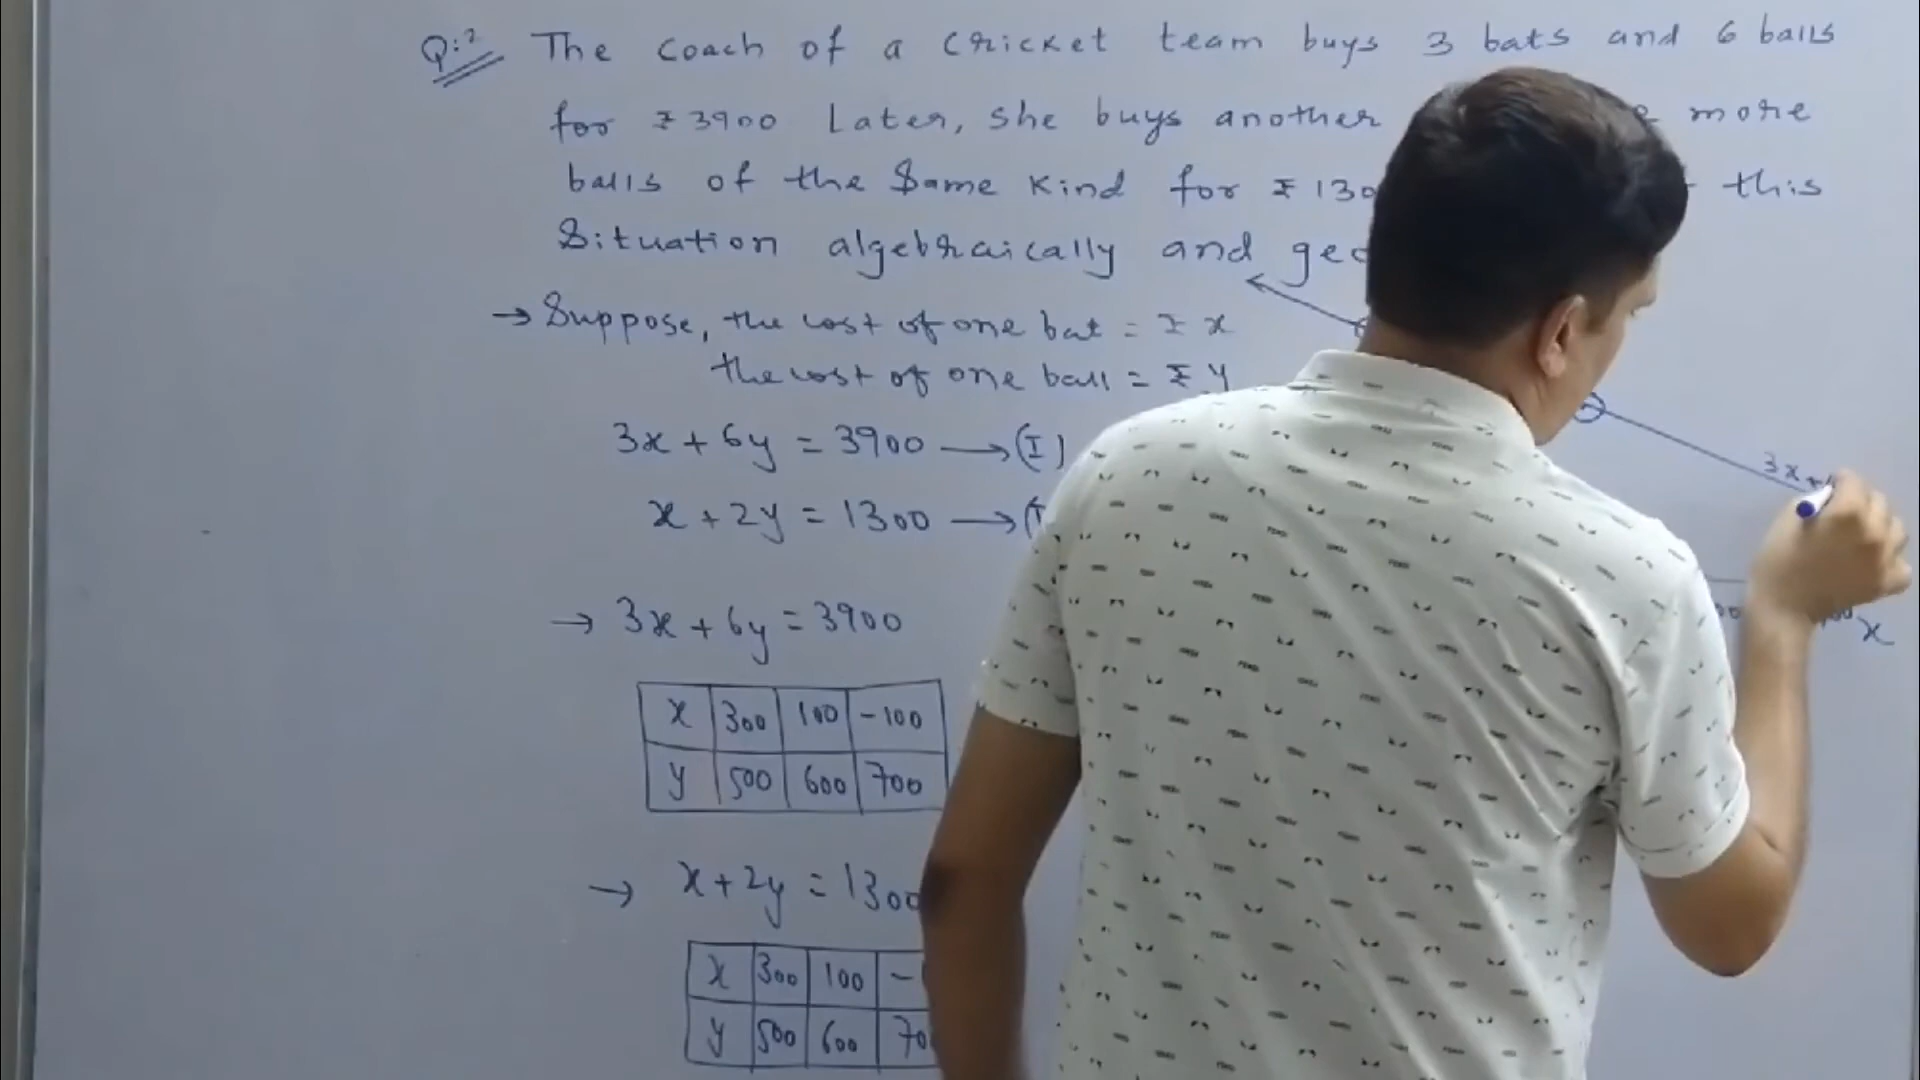 Q:2 The coach of a cricket team buys 3 bats and 6 balls
for ₹3900 Later, she buys another more
balls of the same kind for ₹ 130 this
Situation algebraically and geo
→ Suppose, the cost of one bat = ₹ x
the cost of one ball = ₹ y
3x + 6y = 3900 → (I)
x + 2y = 1300 → (I
→ 3x + 6y = 3900
x 300 100 -100
y 500 600 700
→ x + 2y = 1300
x 300 100 -
y 500 600 70
3x +
x